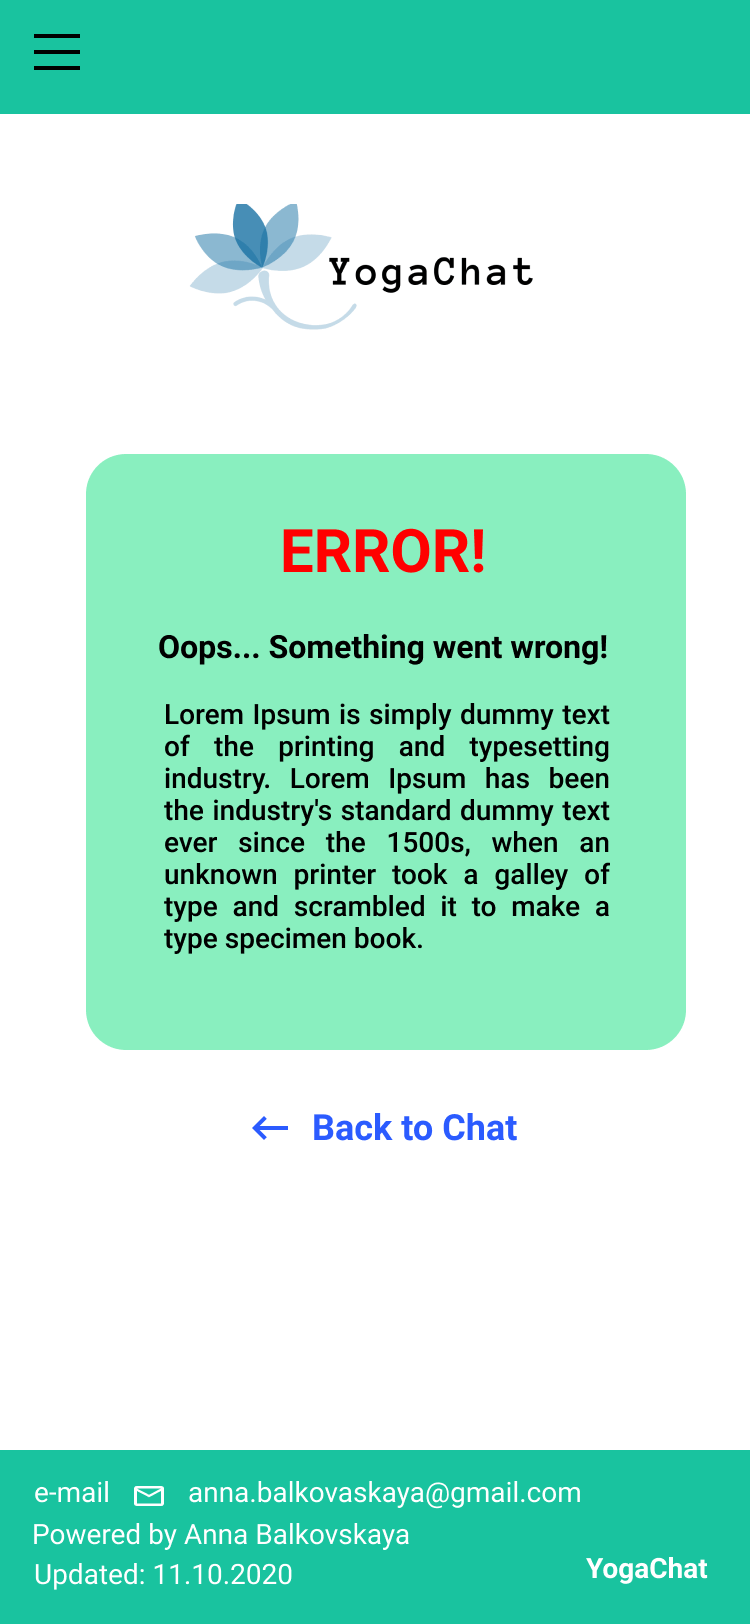 YogaChat
ERROR!
Oops... Something went wrong!
Lorem Ipsum is simply dummy text
of the printing and typesetting
industry. Lorem Ipsum has been
the industry's standard dummy text
ever since the 1500s, when an
unknown printer took a galley of
type and scrambled it to make a
type specimen book.
Back to Chat
e-mail anna.balkovaskaya@gmail.com
Powered by Anna Balkovskaya
Updated: 11.10.2020
YogaChat